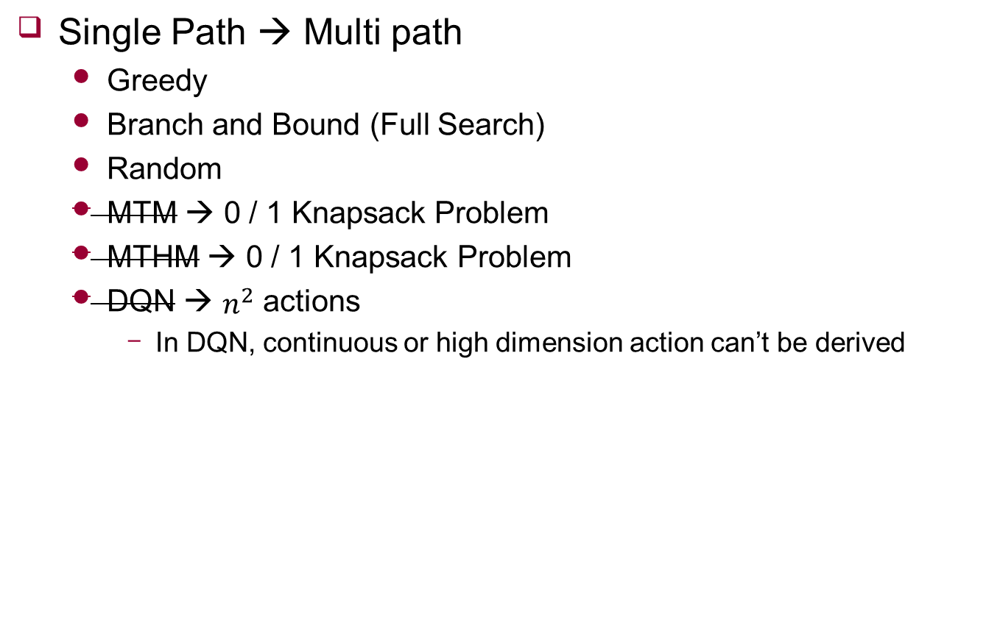 Single Path → Multi path
Greedy
Branch and Bound (Full Search)
Random
MTM → 0 / 1 Knapsack Problem
MTHM → 0 / 1 Knapsack Problem
DQN → n² actions
– In DQN, continuous or high dimension action can’t be derived